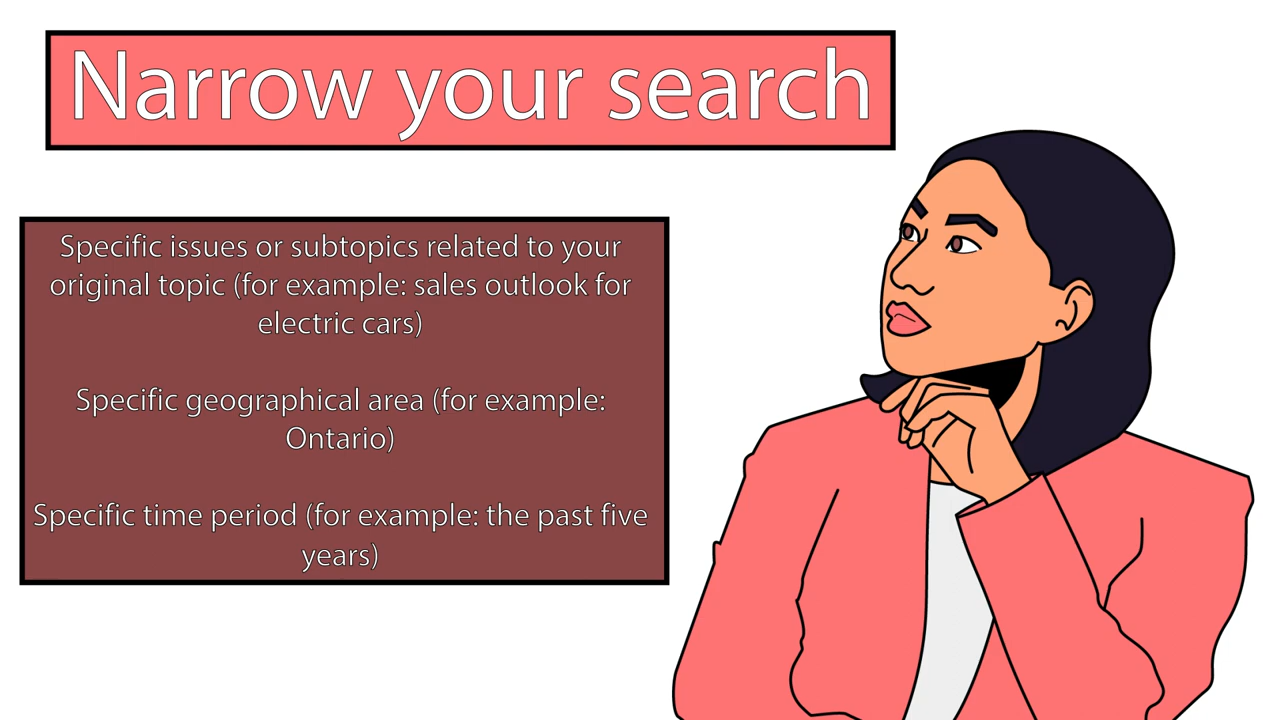 Narrow your search
Specific issues or subtopics related to your
original topic (for example: sales outlook for
electric cars)
Specific geographical area (for example:
Ontario)
Specific time period (for example: the past five
years)